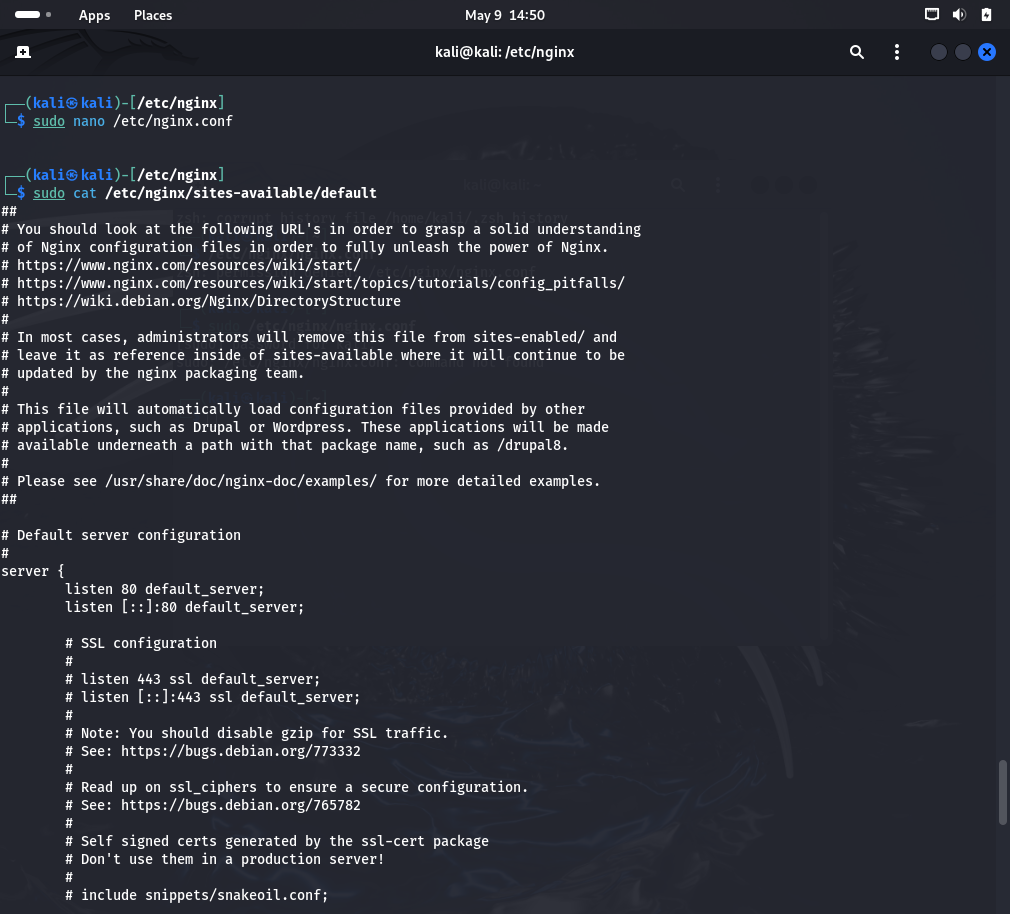 Apps Places May 9 14:50
kali@kali: /etc/nginx
┌──(kali㉿kali)-[/etc/nginx]
└─$ sudo nano /etc/nginx.conf
┌──(kali㉿kali)-[/etc/nginx]
└─$ sudo cat /etc/nginx/sites-available/default
##
# You should look at the following URL's in order to grasp a solid understanding
# of Nginx configuration files in order to fully unleash the power of Nginx.
# https://www.nginx.com/resources/wiki/start/
# https://www.nginx.com/resources/wiki/start/topics/tutorials/config_pitfalls/
# https://wiki.debian.org/Nginx/DirectoryStructure
#
# In most cases, administrators will remove this file from sites-enabled/ and
# leave it as reference inside of sites-available where it will continue to be
# updated by the nginx packaging team.
#
# This file will automatically load configuration files provided by other
# applications, such as Drupal or Wordpress. These applications will be made
# available underneath a path with that package name, such as /drupal8.
#
# Please see /usr/share/doc/nginx-doc/examples/ for more detailed examples.
##
# Default server configuration
#
server {
        listen 80 default_server;
        listen [::]:80 default_server;
        # SSL configuration
        #
        # listen 443 ssl default_server;
        # listen [::]:443 ssl default_server;
        #
        # Note: You should disable gzip for SSL traffic.
        # See: https://bugs.debian.org/773332
        #
        # Read up on ssl_ciphers to ensure a secure configuration.
        # See: https://bugs.debian.org/765782
        #
        # Self signed certs generated by the ssl-cert package
        # Don't use them in a production server!
        #
        # include snippets/snakeoil.conf;